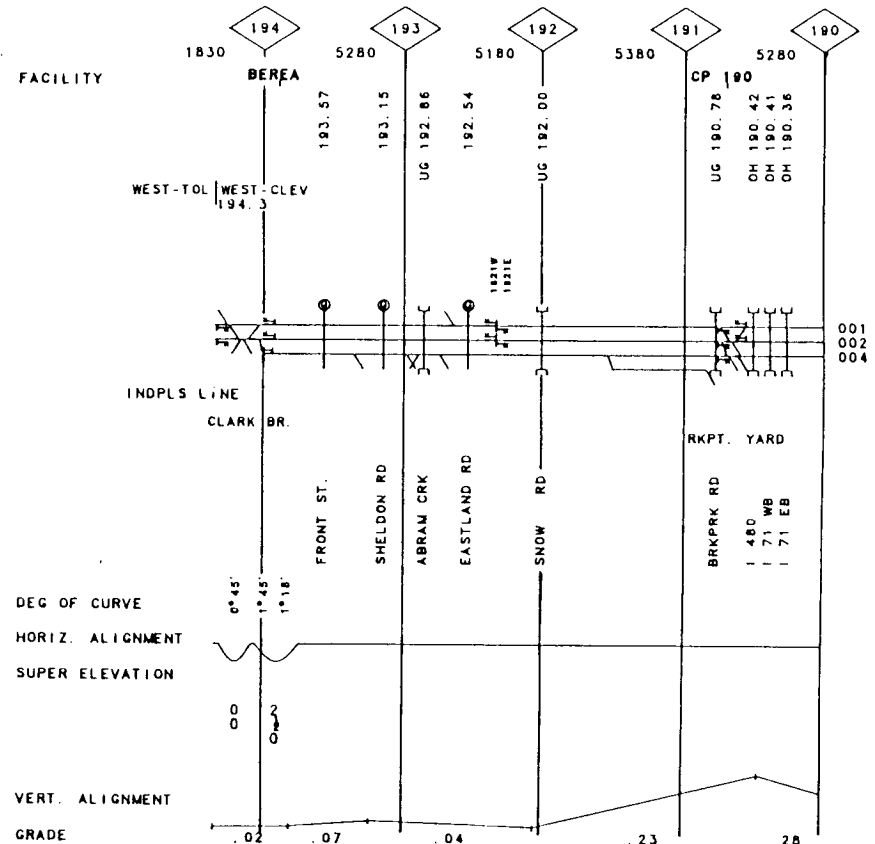 194 193 192 191 190
1830 5280 5180 5380 5280
FACILITY BEREA CP 190
193.57
193.15
UG 192.86
192.54
UG 192.00
UG 190.78
OH 190.42
OH 190.41
OH 190.36
WEST-TOL WEST-CLEV
194.3
1921W
1921E
001
002
004
INDPLS LINE
CLARK BR.
RKPT. YARD
FRONT ST.
SHELDON RD
ABRAM CRK
EASTLAND RD
SNOW RD
BRKPRK RD
I 480
I 71 WB
I 71 EB
DEG OF CURVE 0°45' 1°45' 1°18'
HORIZ. ALIGNMENT
SUPER ELEVATION
0 2
0
0
VERT. ALIGNMENT
GRADE .02 .07 .04 .23 28